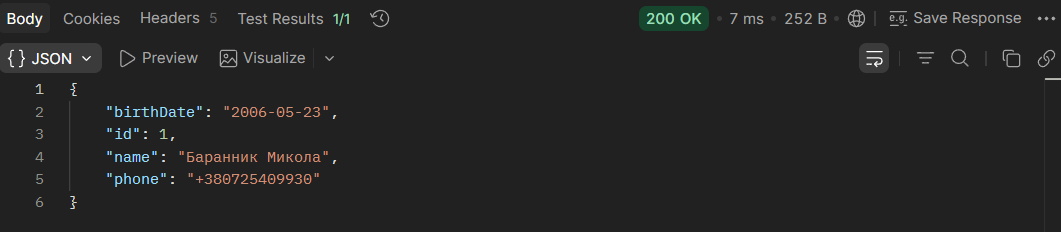 Body Cookies Headers 5 Test Results 1/1 200 OK • 7 ms • 252 B • e.g. Save Response
{} JSON Preview Visualize
1 {
2 "birthDate": "2006-05-23",
3 "id": 1,
4 "name": "Баранник Микола",
5 "phone": "+380725409930"
6 }